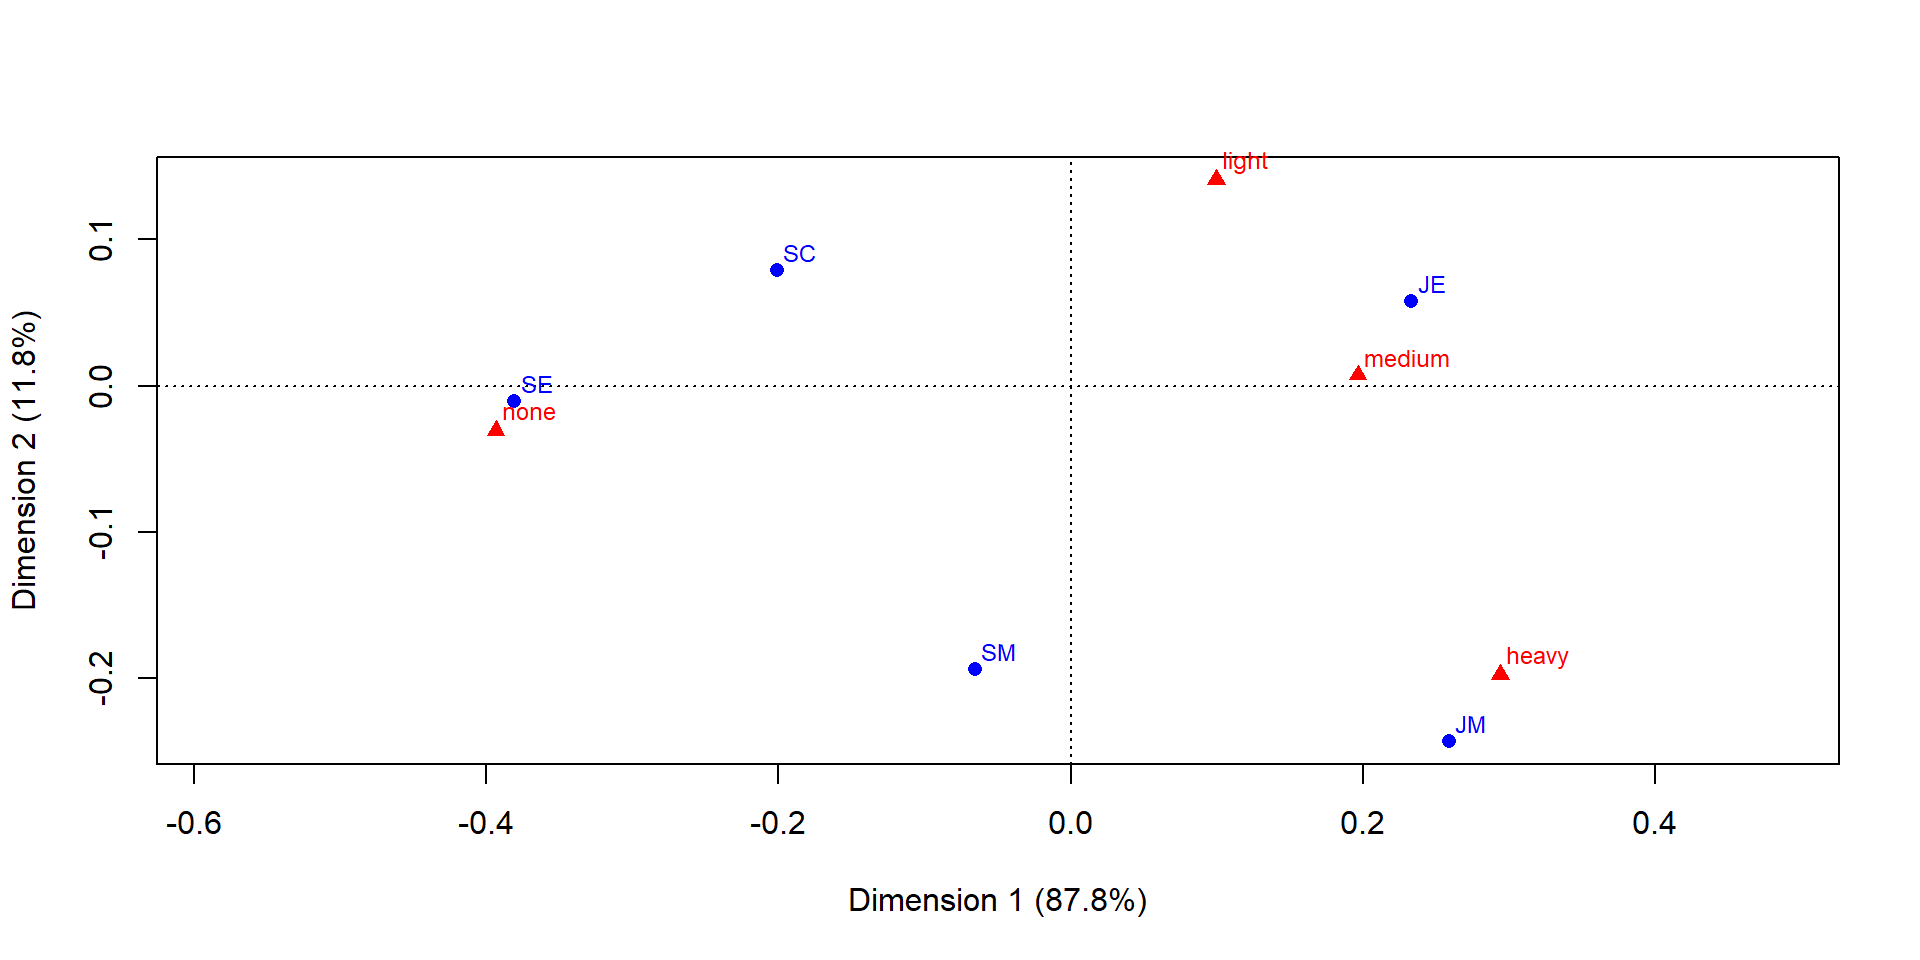 light
SC
JE
medium
SE
none
SM
heavy
JM
0.1
0.0
-0.1
-0.2
Dimension 2 (11.8%)
-0.6 -0.4 -0.2 0.0 0.2 0.4
Dimension 1 (87.8%)